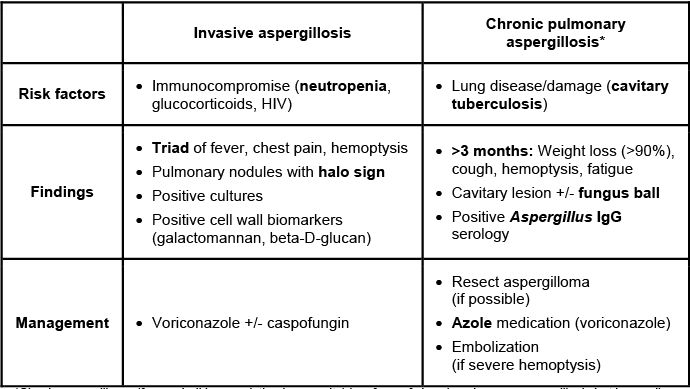 Invasive aspergillosis
Chronic pulmonary
aspergillosis*
Risk factors
• Immunocompromise (neutropenia,
glucocorticoids, HIV)
• Lung disease/damage (cavitary
tuberculosis)
Findings
• Triad of fever, chest pain, hemoptysis
• Pulmonary nodules with halo sign
• Positive cultures
• Positive cell wall biomarkers
(galactomannan, beta-D-glucan)
• >3 months: Weight loss (>90%),
cough, hemoptysis, fatigue
• Cavitary lesion +/- fungus ball
• Positive Aspergillus IgG
serology
Management
• Voriconazole +/- caspofungin
• Resect aspergilloma
(if possible)
• Azole medication (voriconazole)
• Embolization
(if severe hemoptysis)